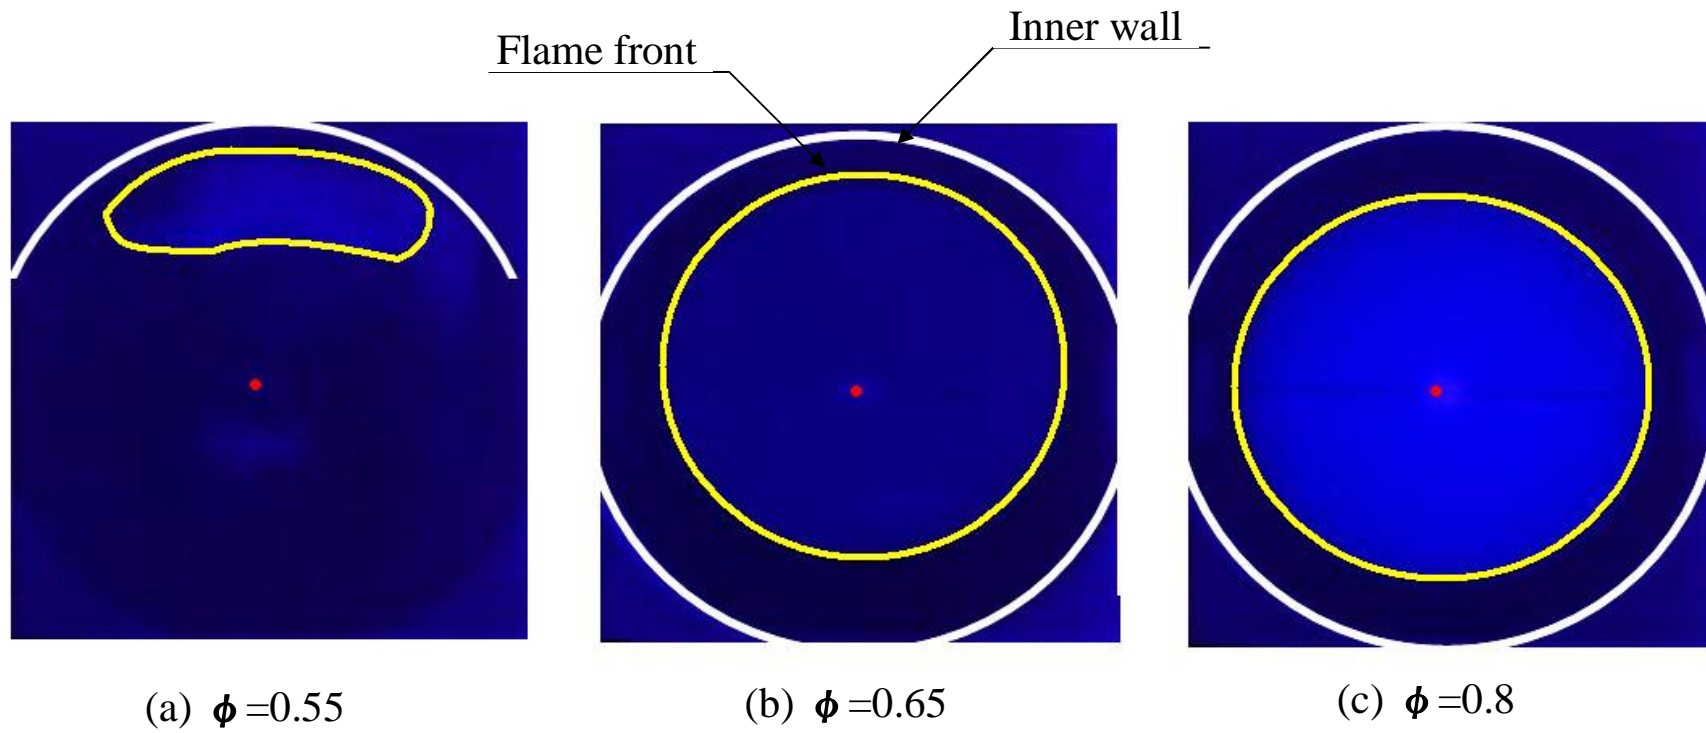 Inner wall
Flame front
(a) ϕ=0.55
(b) ϕ=0.65
(c) ϕ=0.8